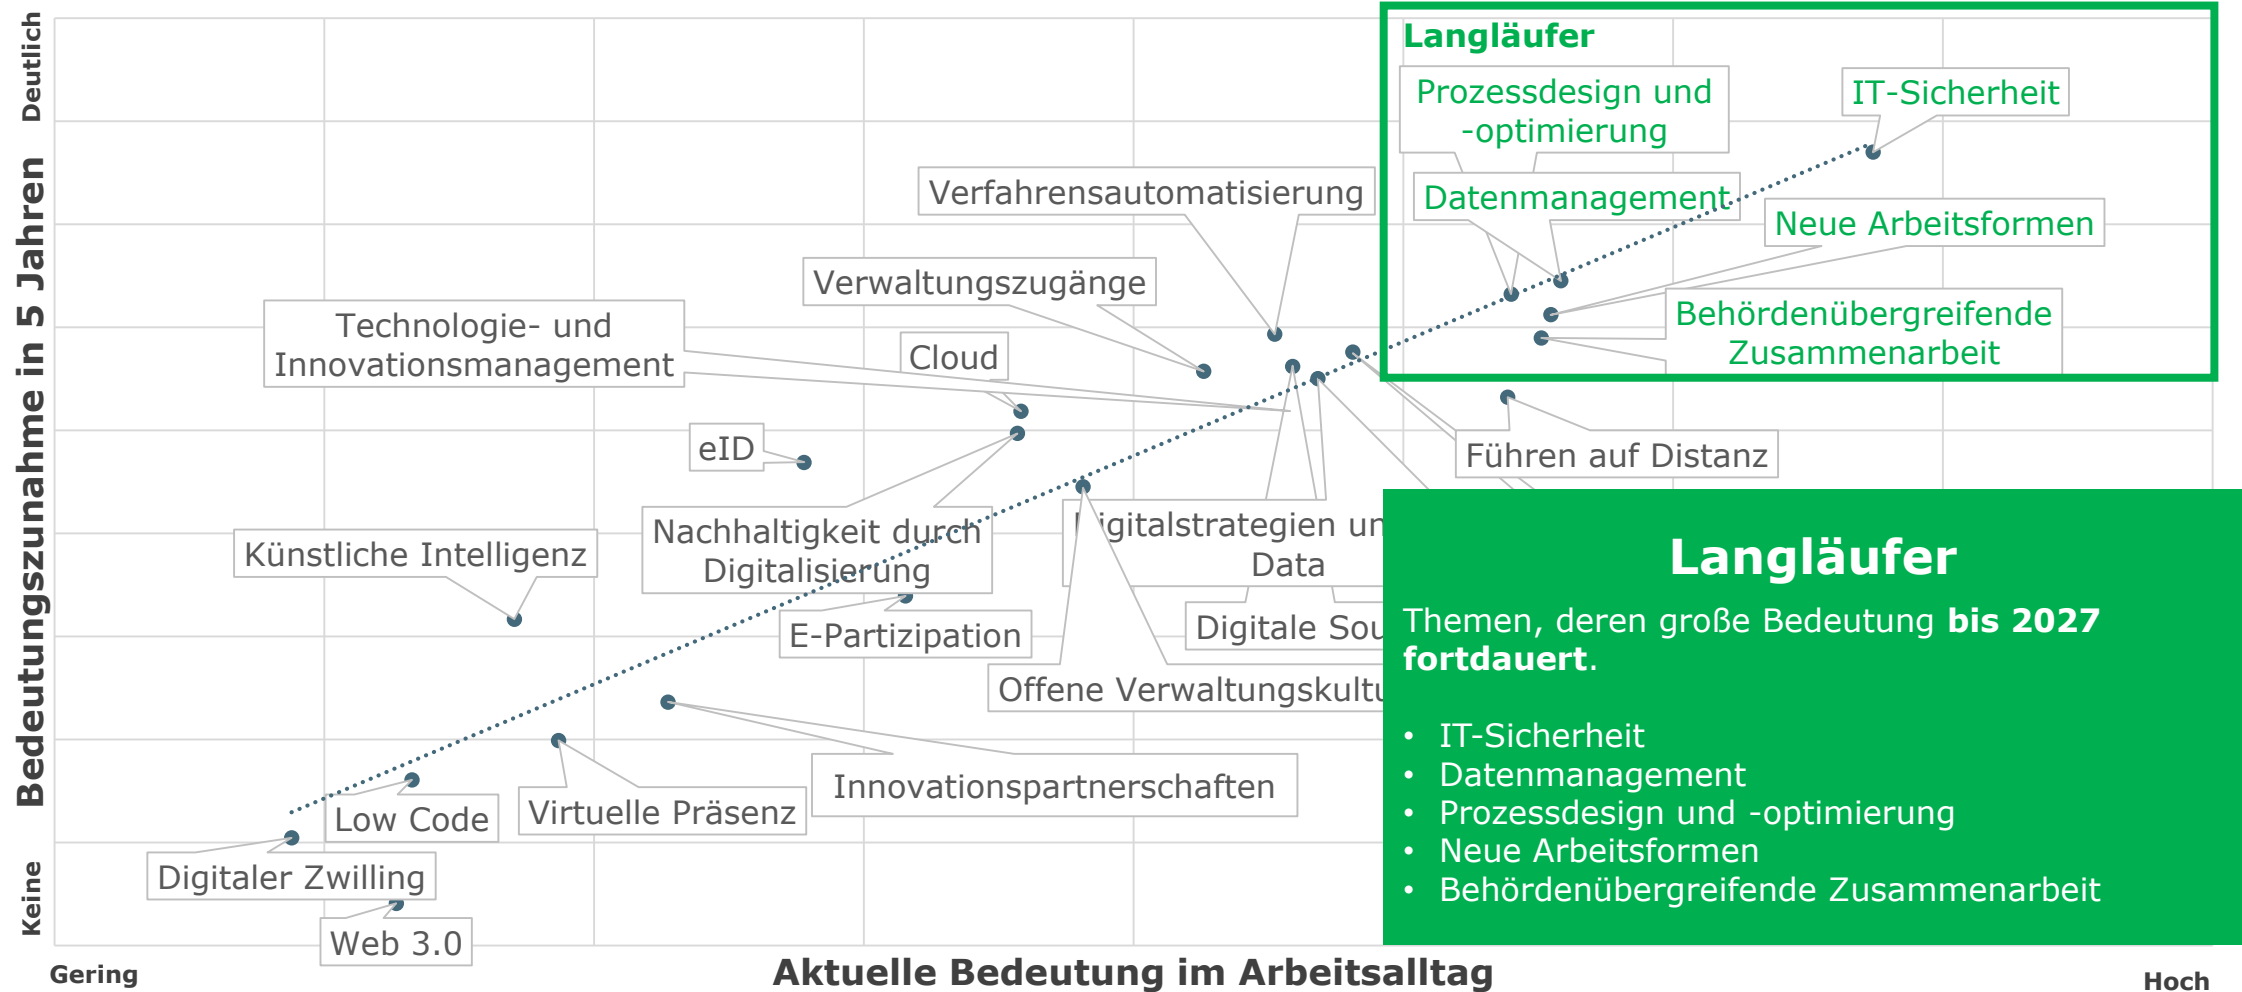 Deutlich
Bedeutungszunahme in 5 Jahren
Keine
Langläufer
Prozessdesign und
-optimierung
IT-Sicherheit
Verfahrensautomatisierung
Datenmanagement
Neue Arbeitsformen
Verwaltungszugänge
Technologie- und
Innovationsmanagement
Cloud
Behördenübergreifende
Zusammenarbeit
eID
Führen auf Distanz
Nachhaltigkeit durch
Digitalisierung
Künstliche Intelligenz
Digitalstrategien
Data
E-Partizipation
Digitale
Offene
Innovationspartnerschaften
Virtuelle Präsenz
Low Code
Digitaler Zwilling
Web 3.0
Langläufer
Themen, deren große Bedeutung bis 2027
fortdauert.
• IT-Sicherheit
• Datenmanagement
• Prozessdesign und -optimierung
• Neue Arbeitsformen
• Behördenübergreifende Zusammenarbeit
Gering
Aktuelle Bedeutung im Arbeitsalltag
Hoch